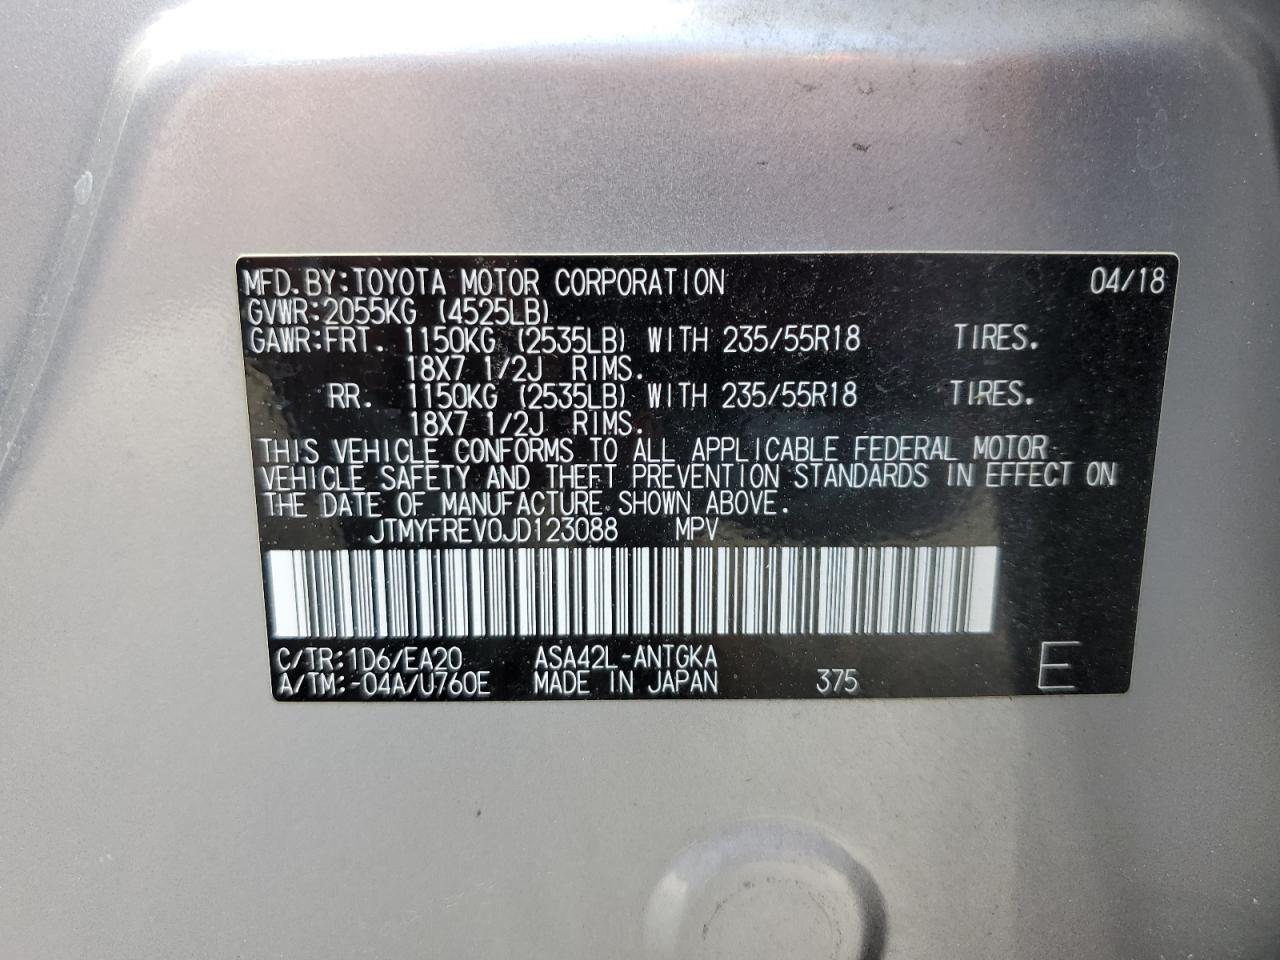 MFD.BY:TOYOTA MOTOR CORPORATION 04/18
GVWR:2055KG (4525LB)
GAWR:FRT. 1150KG (2535LB) WITH 235/55R18 TIRES.
18X7 1/2J RIMS.
RR. 1150KG (2535LB) WITH 235/55R18 TIRES.
18X7 1/2J RIMS.
THIS VEHICLE CONFORMS TO ALL APPLICABLE FEDERAL MOTOR
VEHICLE SAFETY AND THEFT PREVENTION STANDARDS IN EFFECT ON
THE DATE OF MANUFACTURE SHOWN ABOVE.
JTMYFREV0JD123088 MPV
C/TR:1D6/EA20 ASA42L-ANTGKA
A/TM:-04A/U760E MADE IN JAPAN 375 E